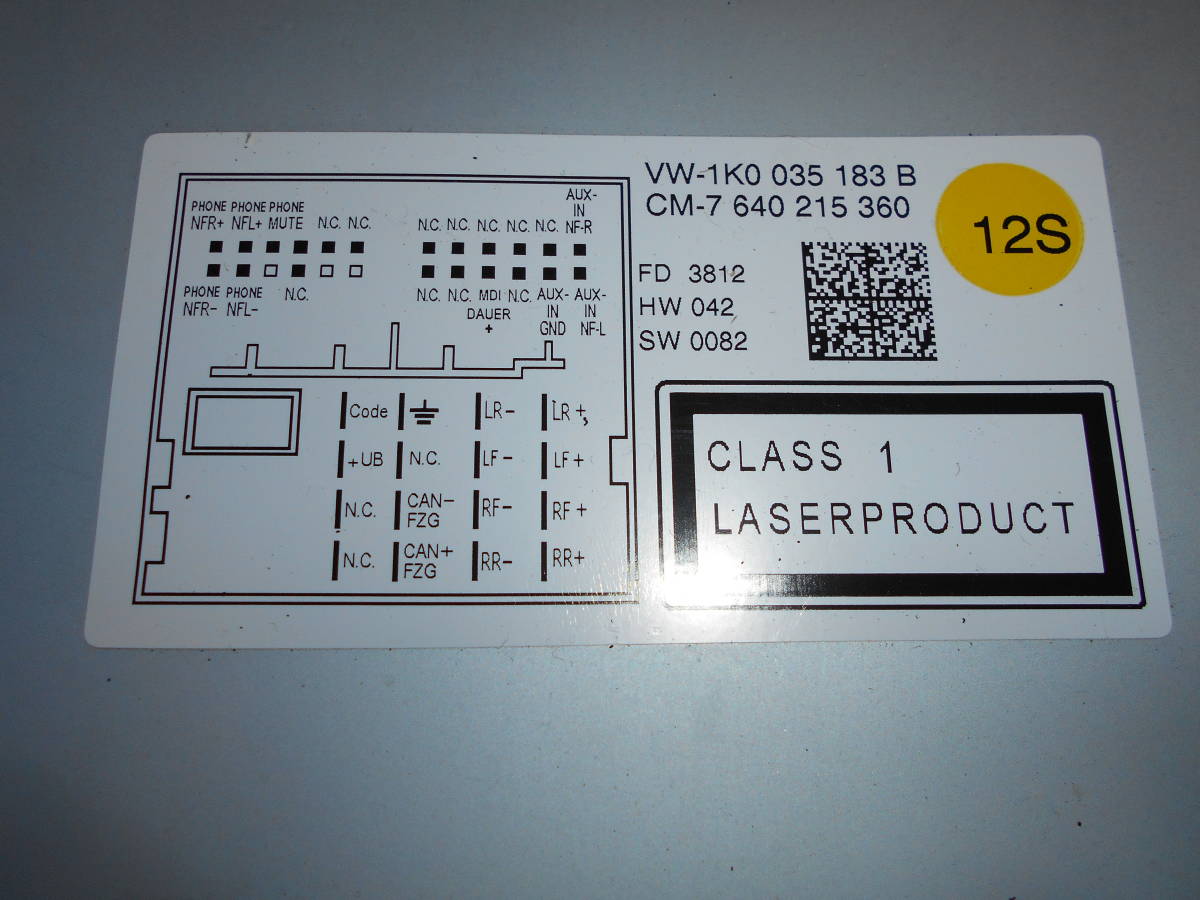 PHONE PHONE PHONE
NFR+ NFL+ MUTE N.C. N.C.
N.C. N.C. N.C. N.C. N.C. AUX-
IN
NF-R
PHONE PHONE N.C.
NFR- NFL-
N.C. N.C. MDI N.C. AUX- AUX-
DAUER IN IN
+ GND NF-L
Code LR- LR+
+UB N.C. LF- LF+
N.C. CAN- RF- RF+
FZG
N.C. CAN+ RR- RR+
FZG
VW-1K0 035 183 B
CM-7 640 215 360
12S
FD 3812
HW 042
SW 0082
CLASS 1
LASERPRODUCT